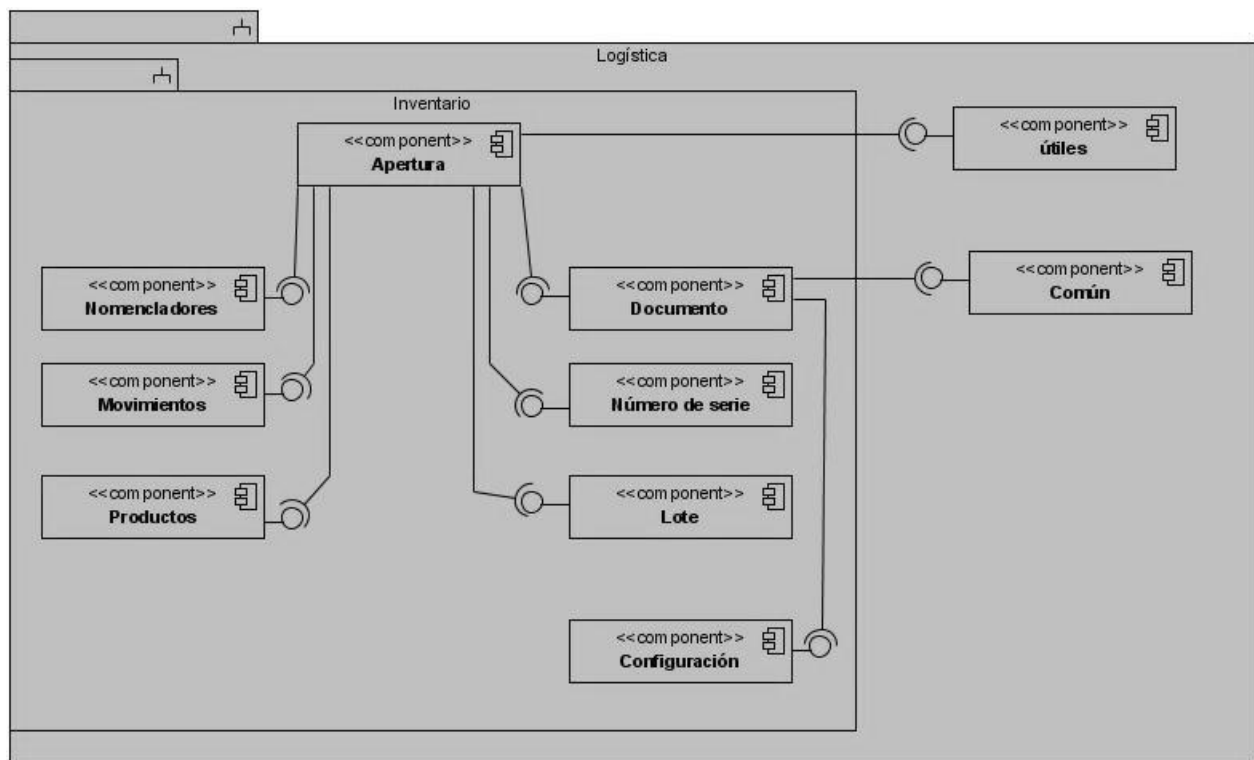 Logística
Inventario
<<component>>
Apertura
<<component>>
útiles
<<component>>
Nomencladores
<<component>>
Documento
<<component>>
Común
<<component>>
Movimientos
<<component>>
Número de serie
<<component>>
Productos
<<component>>
Lote
<<component>>
Configuración